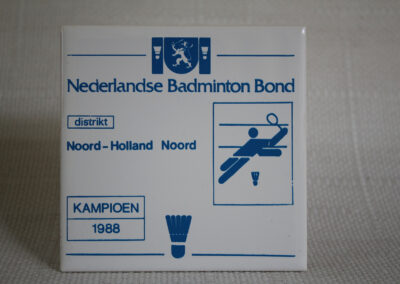 Nederlandse Badminton Bond
distrikt
Noord-Holland Noord
KAMPIOEN
1988